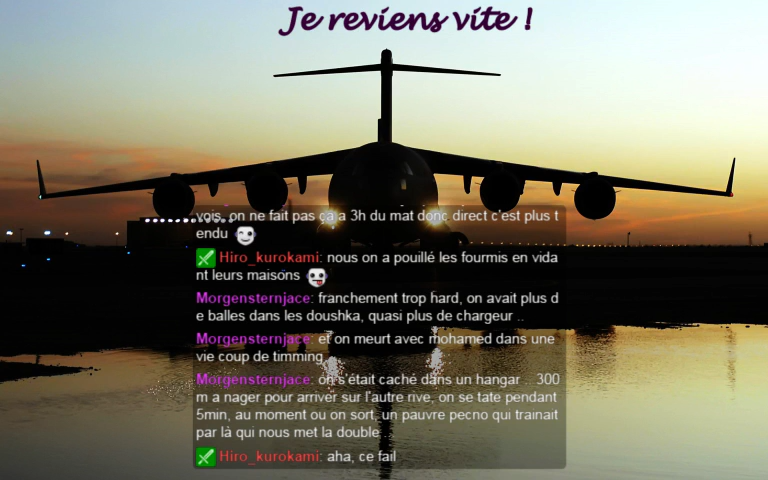 Je reviens vite !
vois, on ne fait pas ça a 3h du mat donc direct c'est plus t
endu
Hiro_kurokami: nous on a pouillé les fourmis en vida
nt leurs maisons
Morgensternjace: franchement trop hard, on avait plus d
e balles dans les doushka, quasi plus de chargeur ..
Morgensternjace: et on meurt avec mohamed dans une
vie coup de timming
Morgensternjace: on s'était caché dans un hangar .. 300
m a nager pour arriver sur l'autre rive, on se tate pendant
5min, au moment ou on sort, un pauvre pecno qui trainait
par là qui nous met la double ..
Hiro_kurokami: aha, ce fail